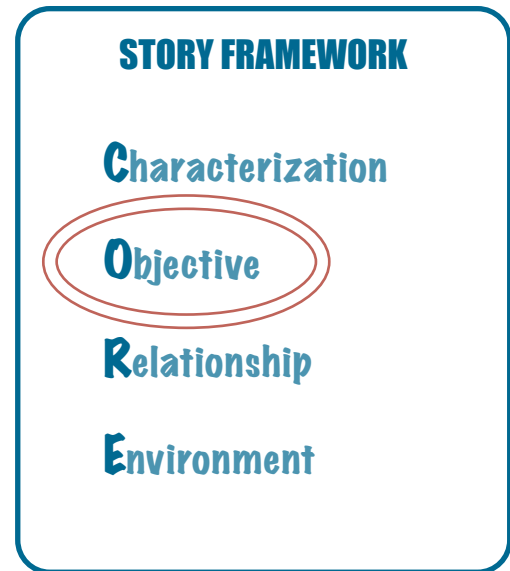 STORY FRAMEWORK
Characterization
Objective
Relationship
Environment